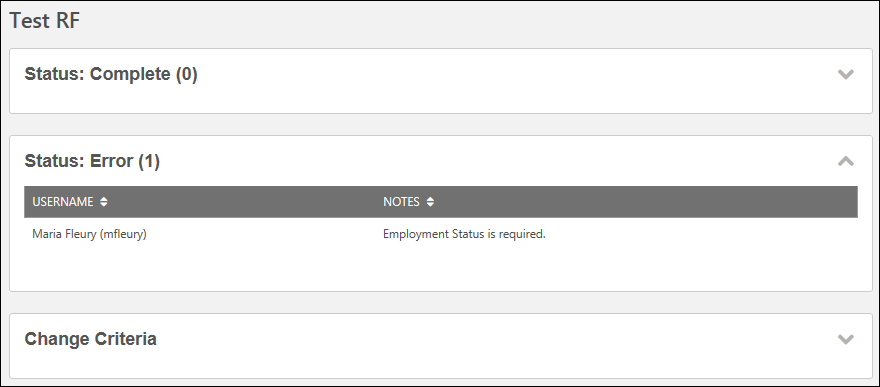 Test RF
Status: Complete (0)
Status: Error (1)
USERNAME NOTES
Maria Fleury (mfleury) Employment Status is required.
Change Criteria